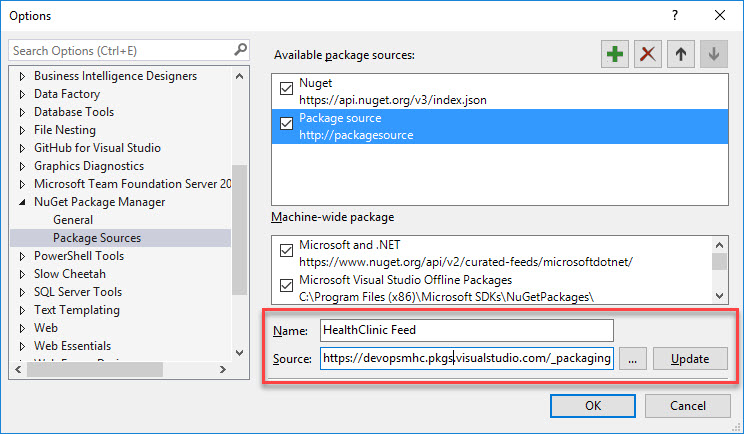 Options
Search Options (Ctrl+E)
Business Intelligence Designers
Data Factory
Database Tools
File Nesting
GitHub for Visual Studio
Graphics Diagnostics
Microsoft Team Foundation Server 20
NuGet Package Manager
General
Package Sources
PowerShell Tools
Slow Cheetah
SQL Server Tools
Text Templating
Web
Web Essentials
Available package sources:
Nuget
https://api.nuget.org/v3/index.json
Package source
http://packagesource
Machine-wide package
Microsoft and .NET
https://www.nuget.org/api/v2/curated-feeds/microsoftdotnet/
Microsoft Visual Studio Offline Packages
C:\Program Files (x86)\Microsoft SDKs\NuGetPackages\
Name: HealthClinic Feed
Source: https://devopsmhc.pkgs.visualstudio.com/_packaging ... Update
OK Cancel